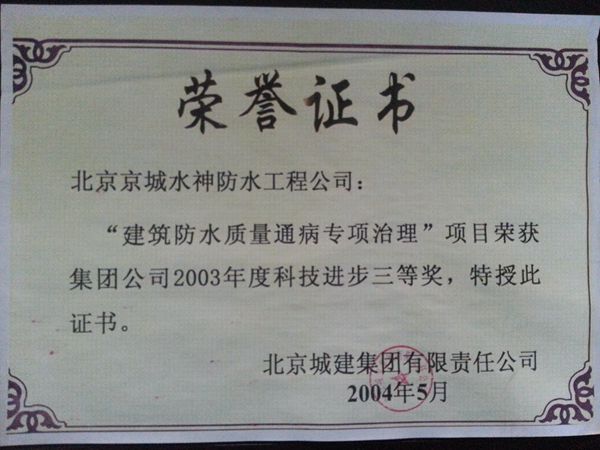 荣誉证书
北京京城水神防水工程公司：
“建筑防水质量通病专项治理”项目荣获
集团公司2003年度科技进步三等奖，特授此
证书。
北京城建集团有限责任公司
2004年5月